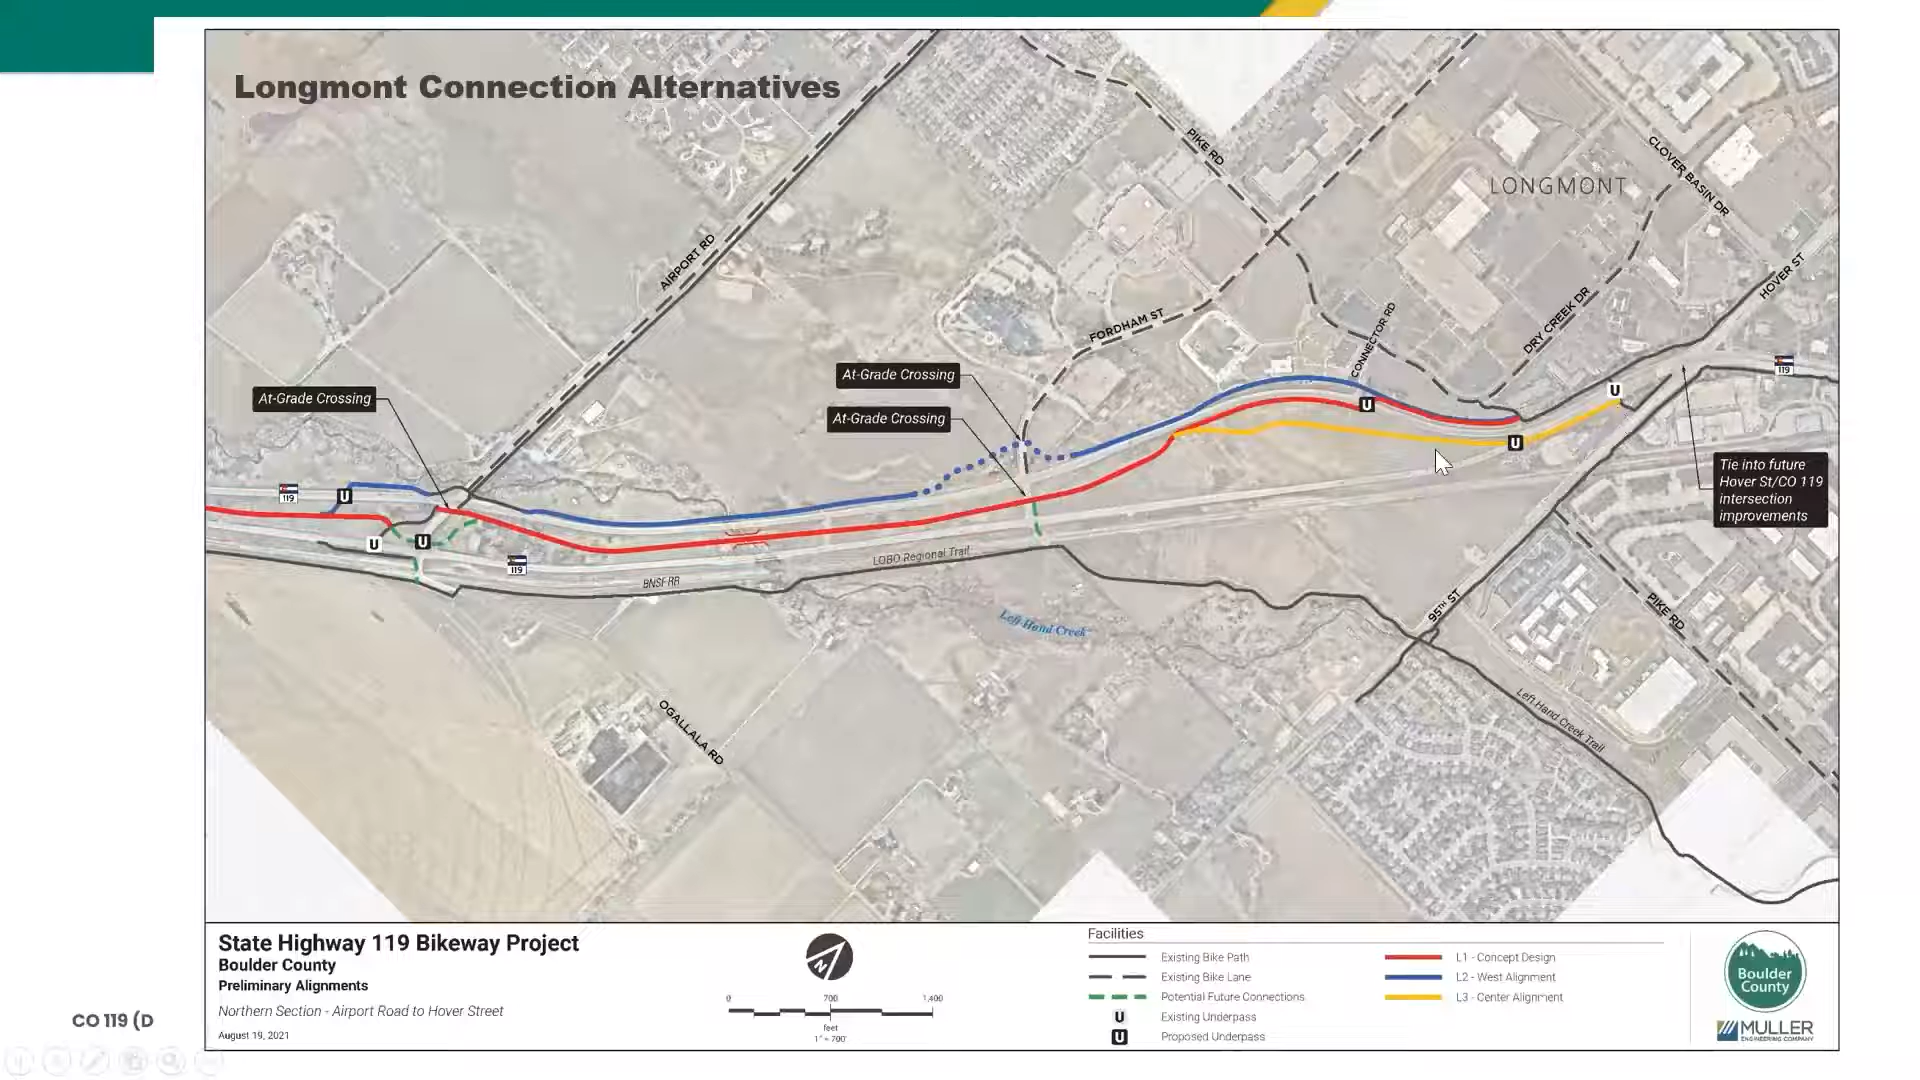 Longmont Connection Alternatives
PIKE RD
CLOVER BASIN DR
LONGMONT
AIRPORT RD
HOVER ST
FORDHAM ST
CONNECTOR RD
DRY CREEK DR
At-Grade Crossing
At-Grade Crossing
At-Grade Crossing
119
U
U
119
U
U
U
U
U
119
Tie into future
Hover St/CO 119
intersection
improvements
LOBO Regional Trail
BNSF RR
Left Hand Creek
95TH ST
PIKE RD
OGALLALA RD
Left Hand Creek Trail
State Highway 119 Bikeway Project
Boulder County
Preliminary Alignments
Northern Section - Airport Road to Hover Street
August 19, 2021
N
0 700 1,400
feet
1" = 700'
Facilities
Existing Bike Path
Existing Bike Lane
Potential Future Connections
U Existing Underpass
U Proposed Underpass
L1 - Concept Design
L2 - West Alignment
L3 - Center Alignment
Boulder
County
MULLER
ENGINEERING COMPANY
CO 119 (D